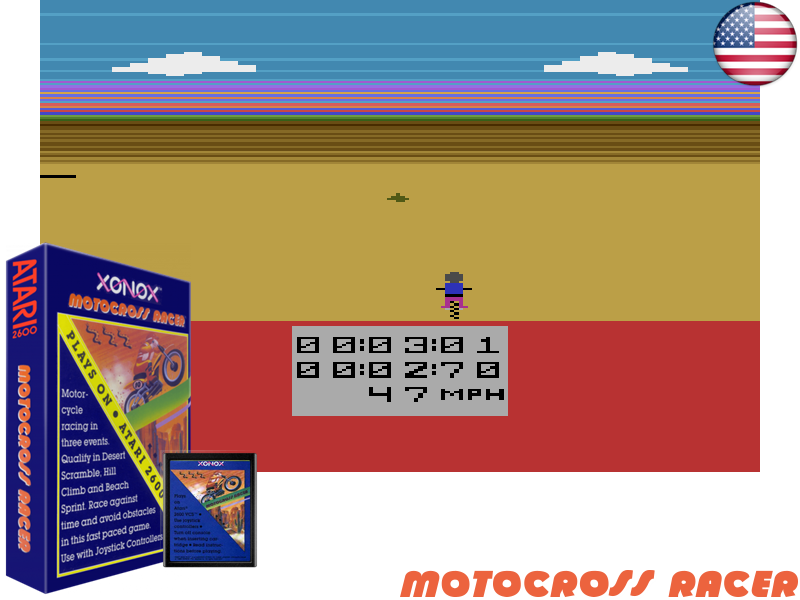 0 0:0 3:0 1
0 0:0 2:7 0
4 7 MPH
ATARI
2600
MOTOCROSS RACER
XONOX™
MOTOCROSS RACER
PLAYS ON • ATARI 2600
Motor-
cycle
racing in
three events.
Qualify in Desert
Scramble, Hill
Climb and Beach
Sprint. Race against
time and avoid obstacles
in this fast paced game.
Use with Joystick Controller
XONOX
MOTOCROSS RACER